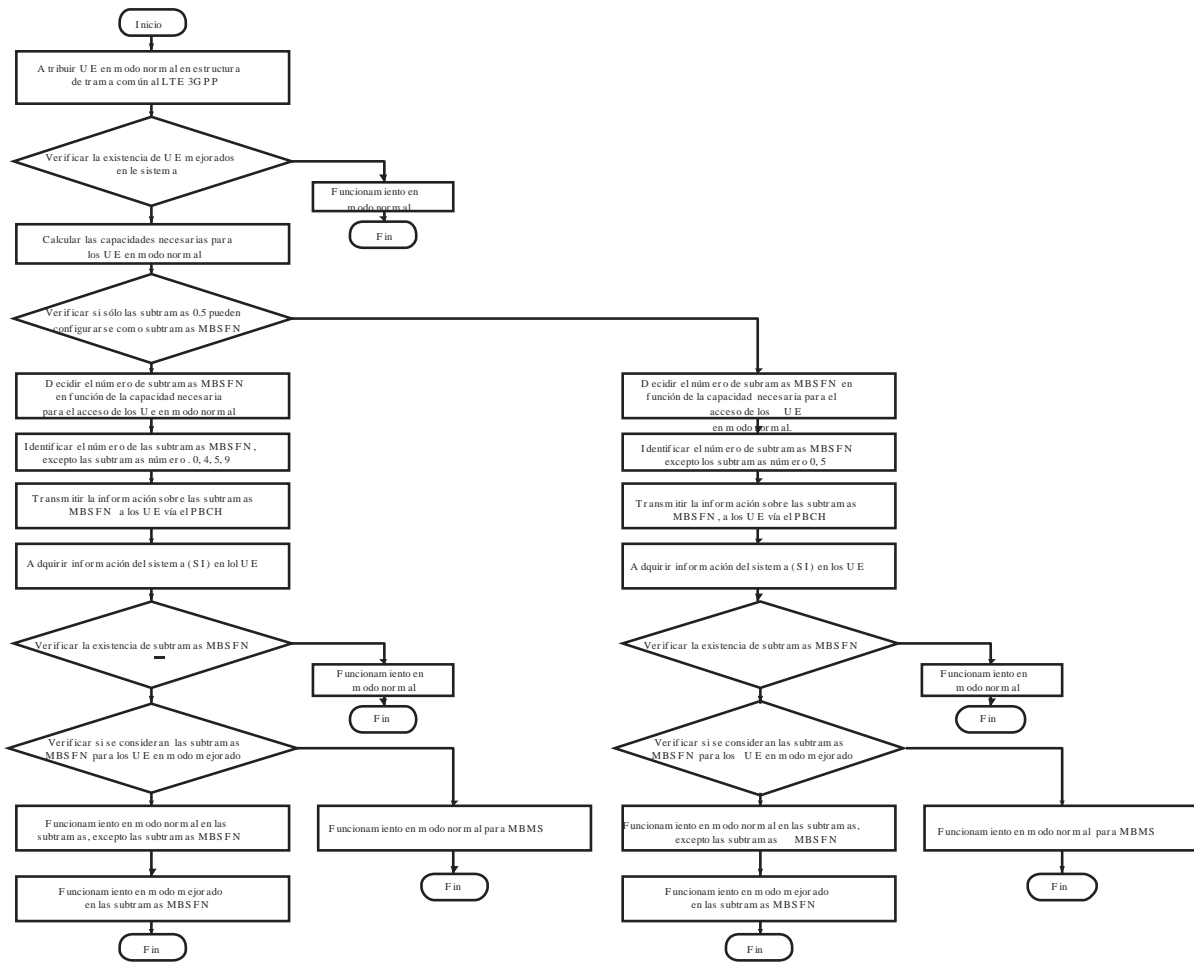 Inicio
Atribuir UE en modo normal en estructura
de trama común al LTE 3GPP
Verificar la existencia de UE mejorados
en le sistema
Funcionamiento en
modo normal
Fin
Calcular las capacidades necesarias para
los UE en modo normal
Verificar si sólo las subtramas 0.5 pueden
configurarse como subtramas MBSFN
Decidir el número de subtramas MBSFN
en función de la capacidad necesaria
para el acceso de los Ue en modo normal
Identificar el número de las subtramas MBSFN,
excepto las subtramas número. 0, 4, 5, 9
Transmitir la información sobre las subtramas
MBSFN a los UE vía el PBCH
Adquirir información del sistema (SI) en lol UE
Verificar la existencia de subtramas MBSFN
Funcionamiento en
modo normal
Fin
Verificar si se consideran las subtramas
MBSFN para los UE en modo mejorado
Funcionamiento en modo normal en las
subtramas, excepto las subtramas MBSFN
Funcionamiento en modo normal para MBMS
Fin
Funcionamiento en modo mejorado
en las subtramas MBSFN
Fin
Decidir el número de subramas MBSFN en
función de la capacidad necesaria para el
acceso de los UE
en modo normal.
Identificar el número de subtramas MBSFN
excepto los subtramas número 0, 5
Transmitir la información sobre las subtramas
MBSFN, a los UE vía el PBCH
Adquirir información del sistema (SI) en los UE
Verificar la existencia de subtramas MBSFN
Funcionamiento en
modo normal
Fin
Verificar si se consideran las subtramas
MBSFN para los UE en modo mejorado
Funcionamiento en modo normal en las subtramas,
excepto las subtramas MBSFN
Funcionamiento en modo normal para MBMS
Fin
Funcionamiento en modo mejorado
en las subtramas MBSFN
Fin